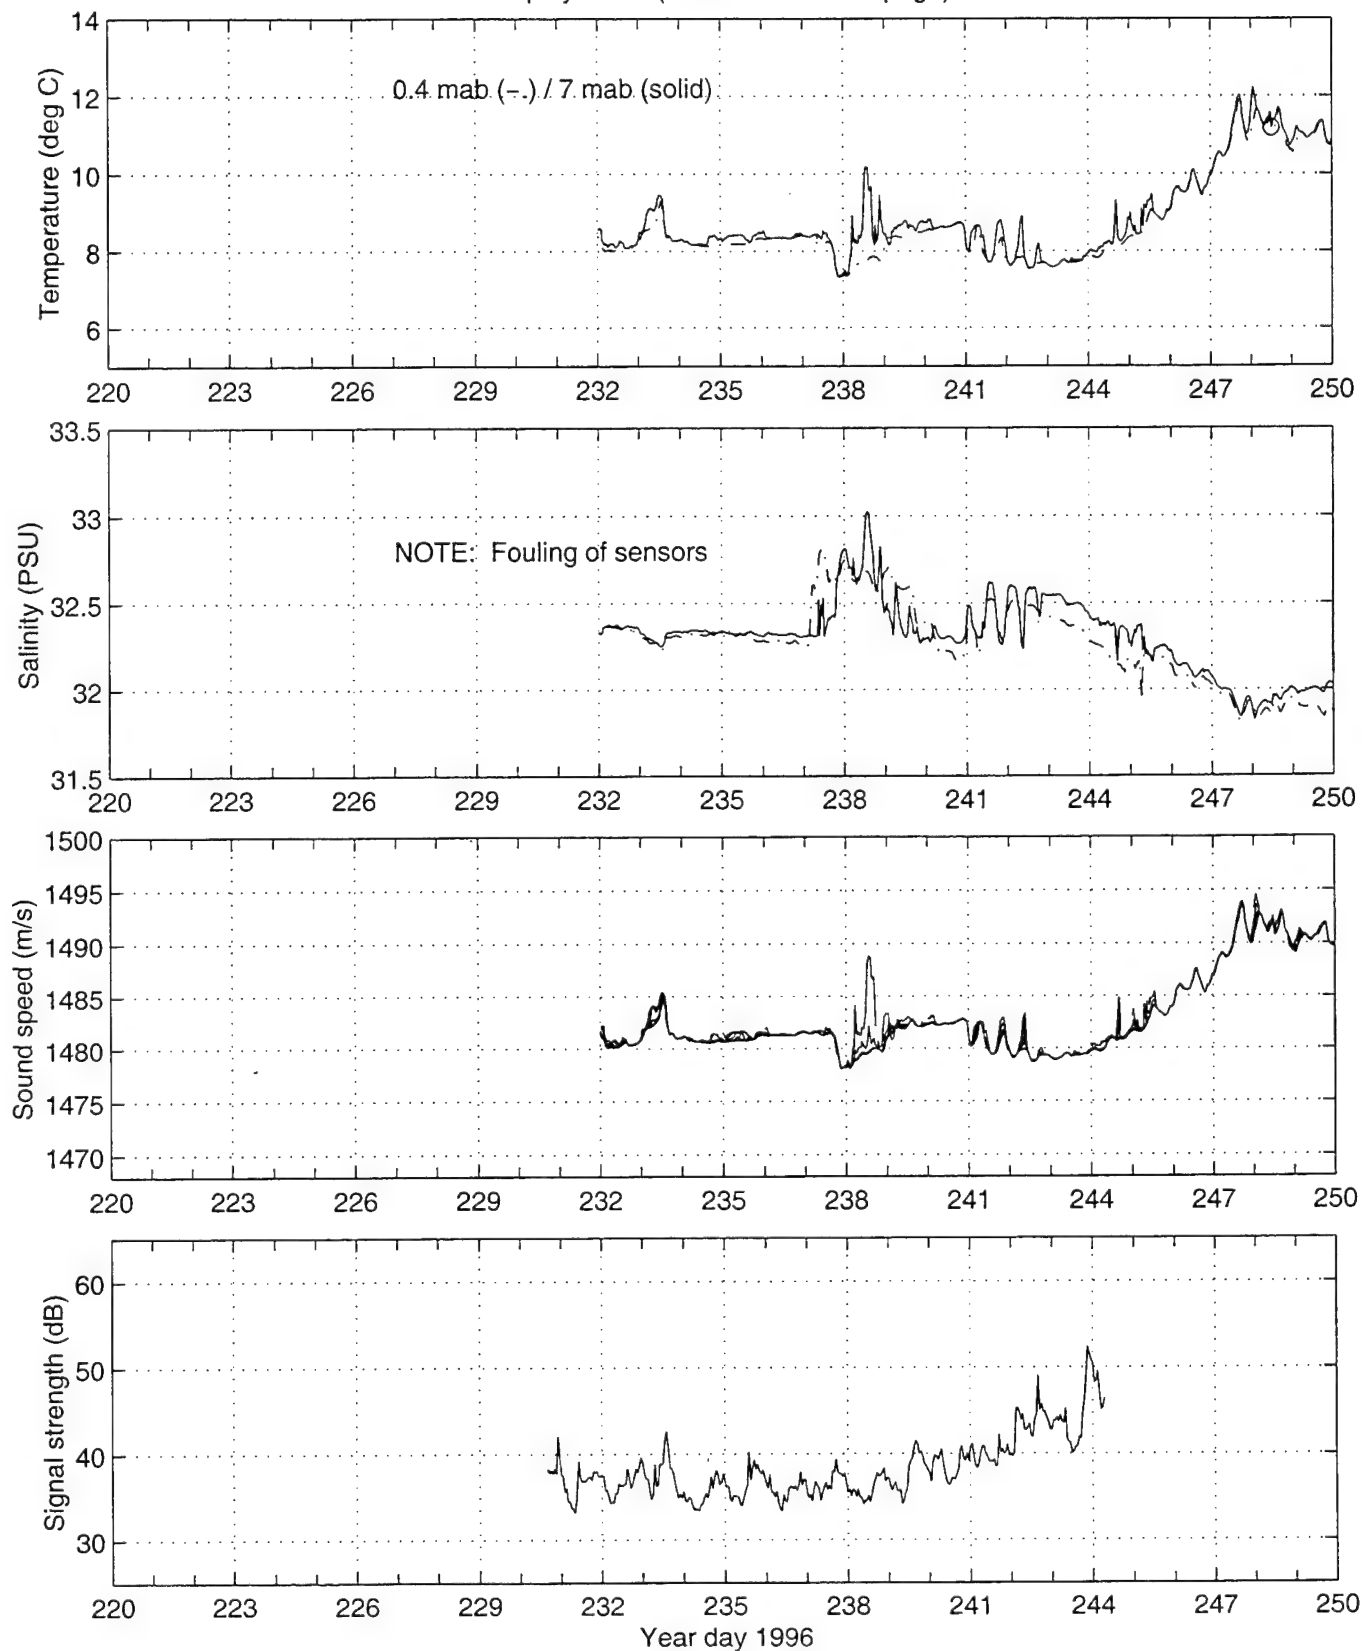 14
12
10
8
6
Temperature (deg C)
0.4 mab (-.) / 7 mab (solid)
220 223 226 229 232 235 238 241 244 247 250
33.5
33
32.5
32
31.5
Salinity (PSU)
NOTE: Fouling of sensors
220 223 226 229 232 235 238 241 244 247 250
1500
1495
1490
1485
1480
1475
1470
Sound speed (m/s)
220 223 226 229 232 235 238 241 244 247 250
60
50
40
30
Signal strength (dB)
220 223 226 229 232 235 238 241 244 247 250
Year day 1996